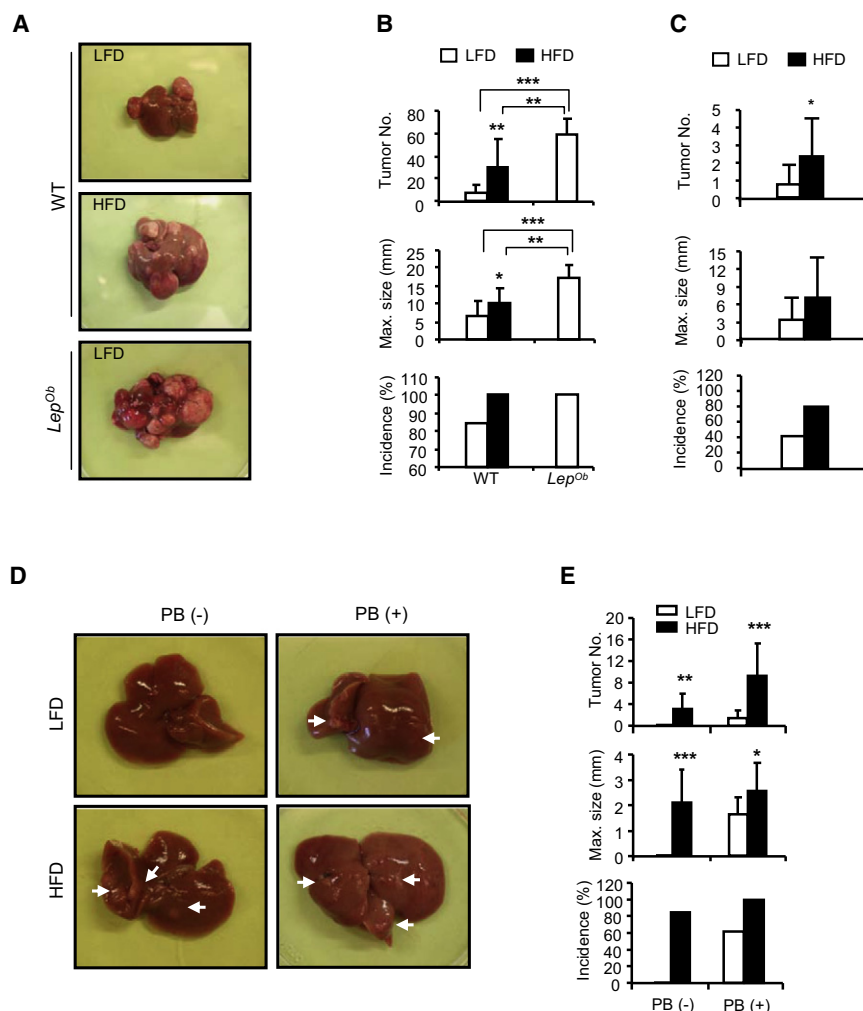 A
WT
LFD
HFD
Lep^Ob
LFD
B
LFD HFD
***
**
**
Tumor No.
80
60
40
20
0
***
**
*
Max. size (mm)
25
20
15
10
5
0
Incidence (%)
110
100
90
80
70
60
WT Lep^Ob
C
LFD HFD
*
Tumor No.
5
4
3
2
1
0
Max. size (mm)
15
12
9
6
3
0
Incidence (%)
120
100
80
60
40
20
0
D
PB (-) PB (+)
LFD
HFD
E
LFD
HFD
***
**
Tumor No.
20
16
12
8
4
0
***
*
Max. size (mm)
4
3
2
1
0
Incidence (%)
120
100
80
60
40
20
0
PB (-) PB (+)